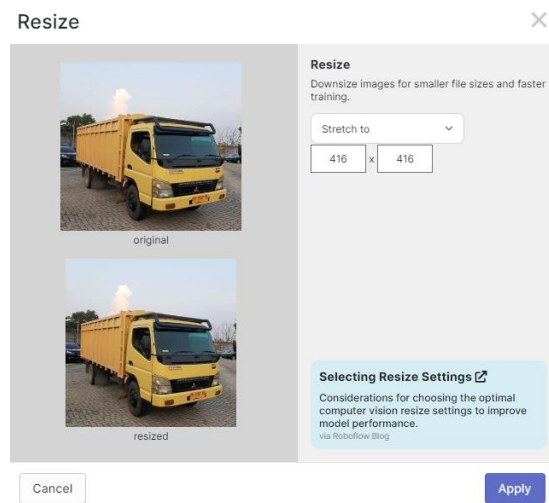 Resize
original
resized
Resize
Downsize images for smaller file sizes and faster
training.
Stretch to
416 x 416
Selecting Resize Settings
Considerations for choosing the optimal
computer vision resize settings to improve
model performance.
via Roboflow Blog
Cancel
Apply